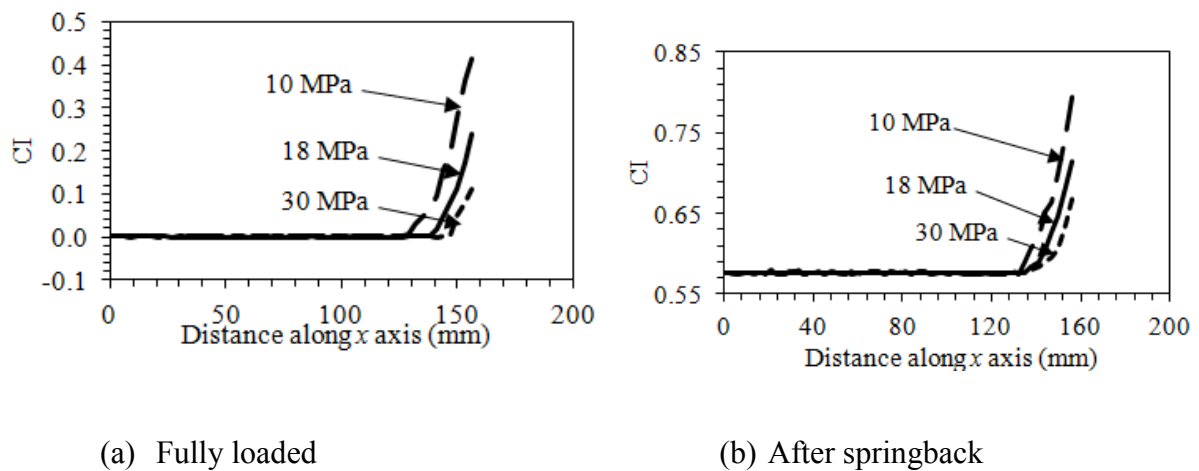 0.5
0.4
0.3
0.2
0.1
0.0
-0.1
CI
10 MPa
18 MPa
30 MPa
0 50 100 150 200
Distance along x axis (mm)
(a) Fully loaded
0.85
0.75
0.65
0.55
CI
10 MPa
18 MPa
30 MPa
0 40 80 120 160 200
Distance along x axis (mm)
(b) After springback